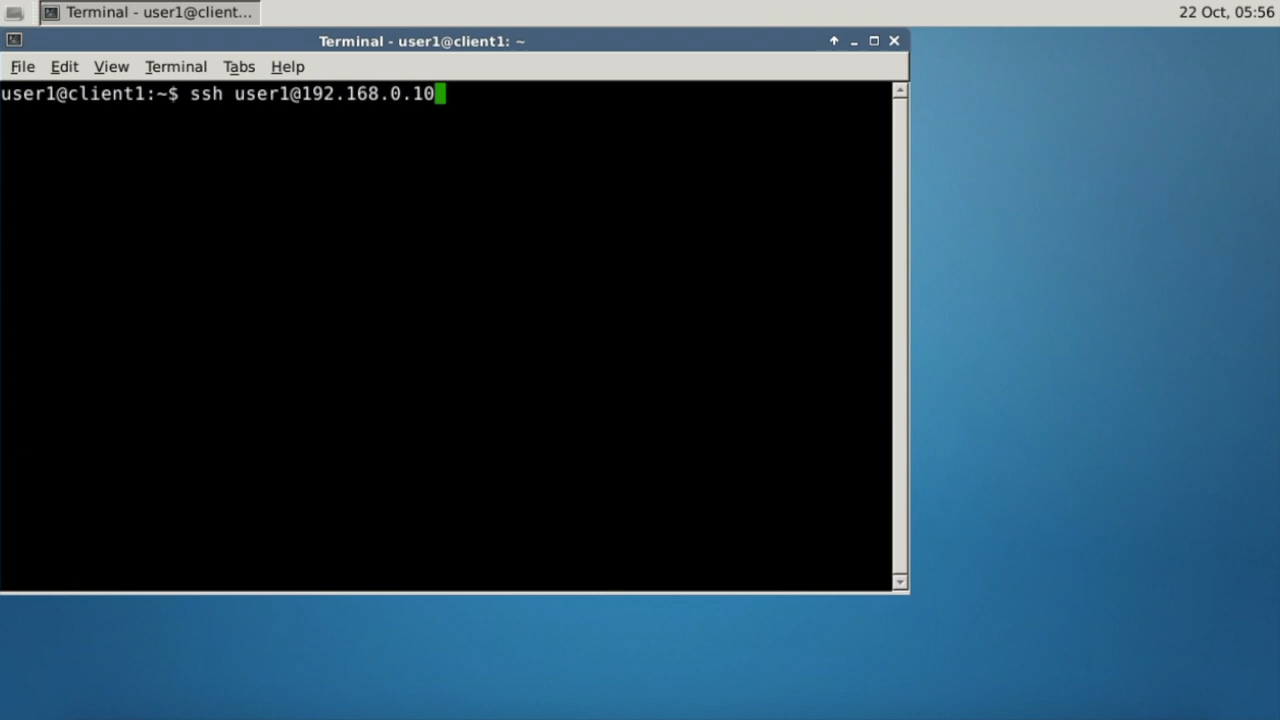 Terminal - user1@client...
22 Oct, 05:56
Terminal - user1@client1: ~
File Edit View Terminal Tabs Help
user1@client1:~$ ssh user1@192.168.0.10